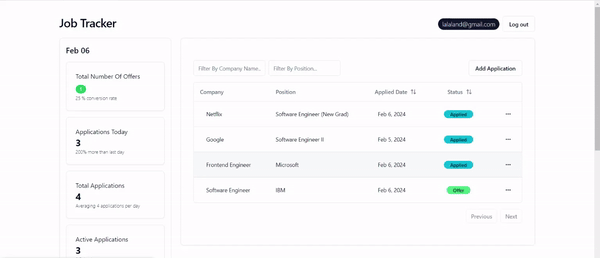 Job Tracker
lalaland@gmail.com
Log out
Feb 06
Total Number Of Offers
1
25 % conversion rate
Applications Today
3
200% more than last day
Total Applications
4
Averaging 4 applications per day
Active Applications
3
Filter By Company Name..
Filter By Position...
Add Application
Company Position Applied Date Status
Netflix Software Engineer (New Grad) Feb 6, 2024 Applied ...
Google Software Engineer II Feb 5, 2024 Applied ...
Frontend Engineer Microsoft Feb 6, 2024 Applied ...
Software Engineer IBM Feb 6, 2024 Offer ...
Previous Next